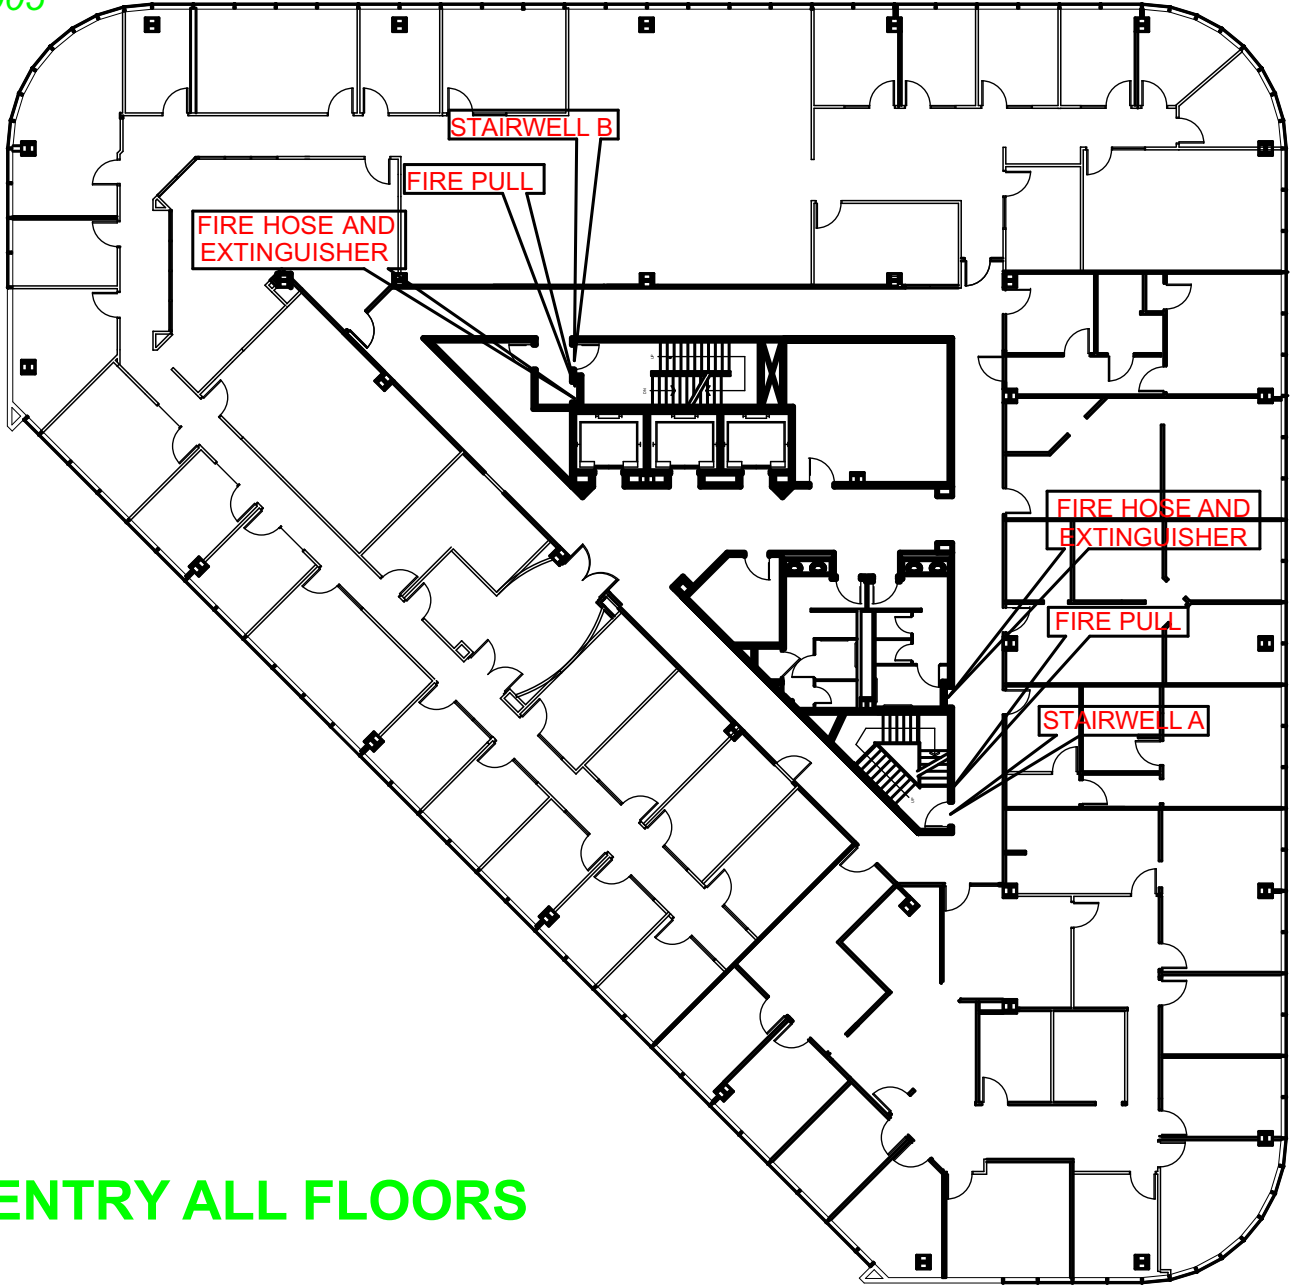 STAIRWELL B
FIRE PULL
FIRE HOSE AND
EXTINGUISHER
FIRE HOSE AND
EXTINGUISHER
FIRE PULL
STAIRWELL A
ENTRY ALL FLOORS